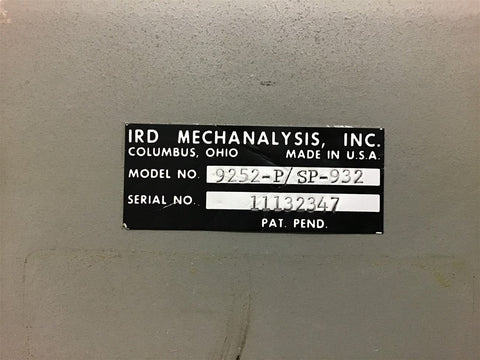 IRD MECHANALYSIS, INC.
COLUMBUS, OHIO MADE IN U.S.A.
MODEL NO. 9252-P/SP-932
SERIAL NO. 11132347
PAT. PEND.